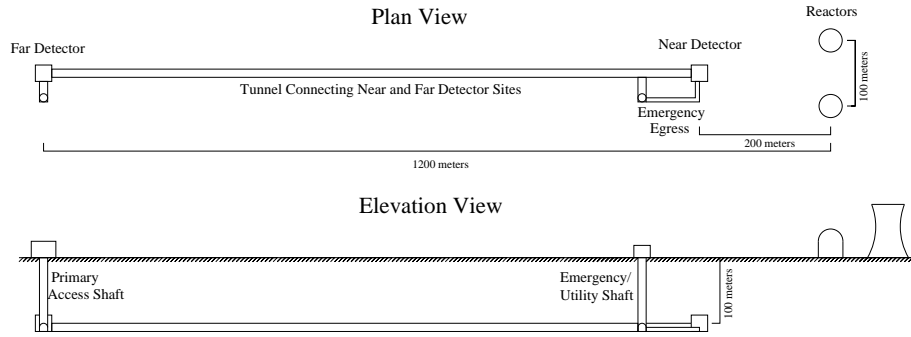 Plan View
Reactors
Far Detector
Near Detector
100 meters
Tunnel Connecting Near and Far Detector Sites
Emergency
Egress
200 meters
1200 meters
Elevation View
Primary
Access Shaft
Emergency/
Utility Shaft
100 meters